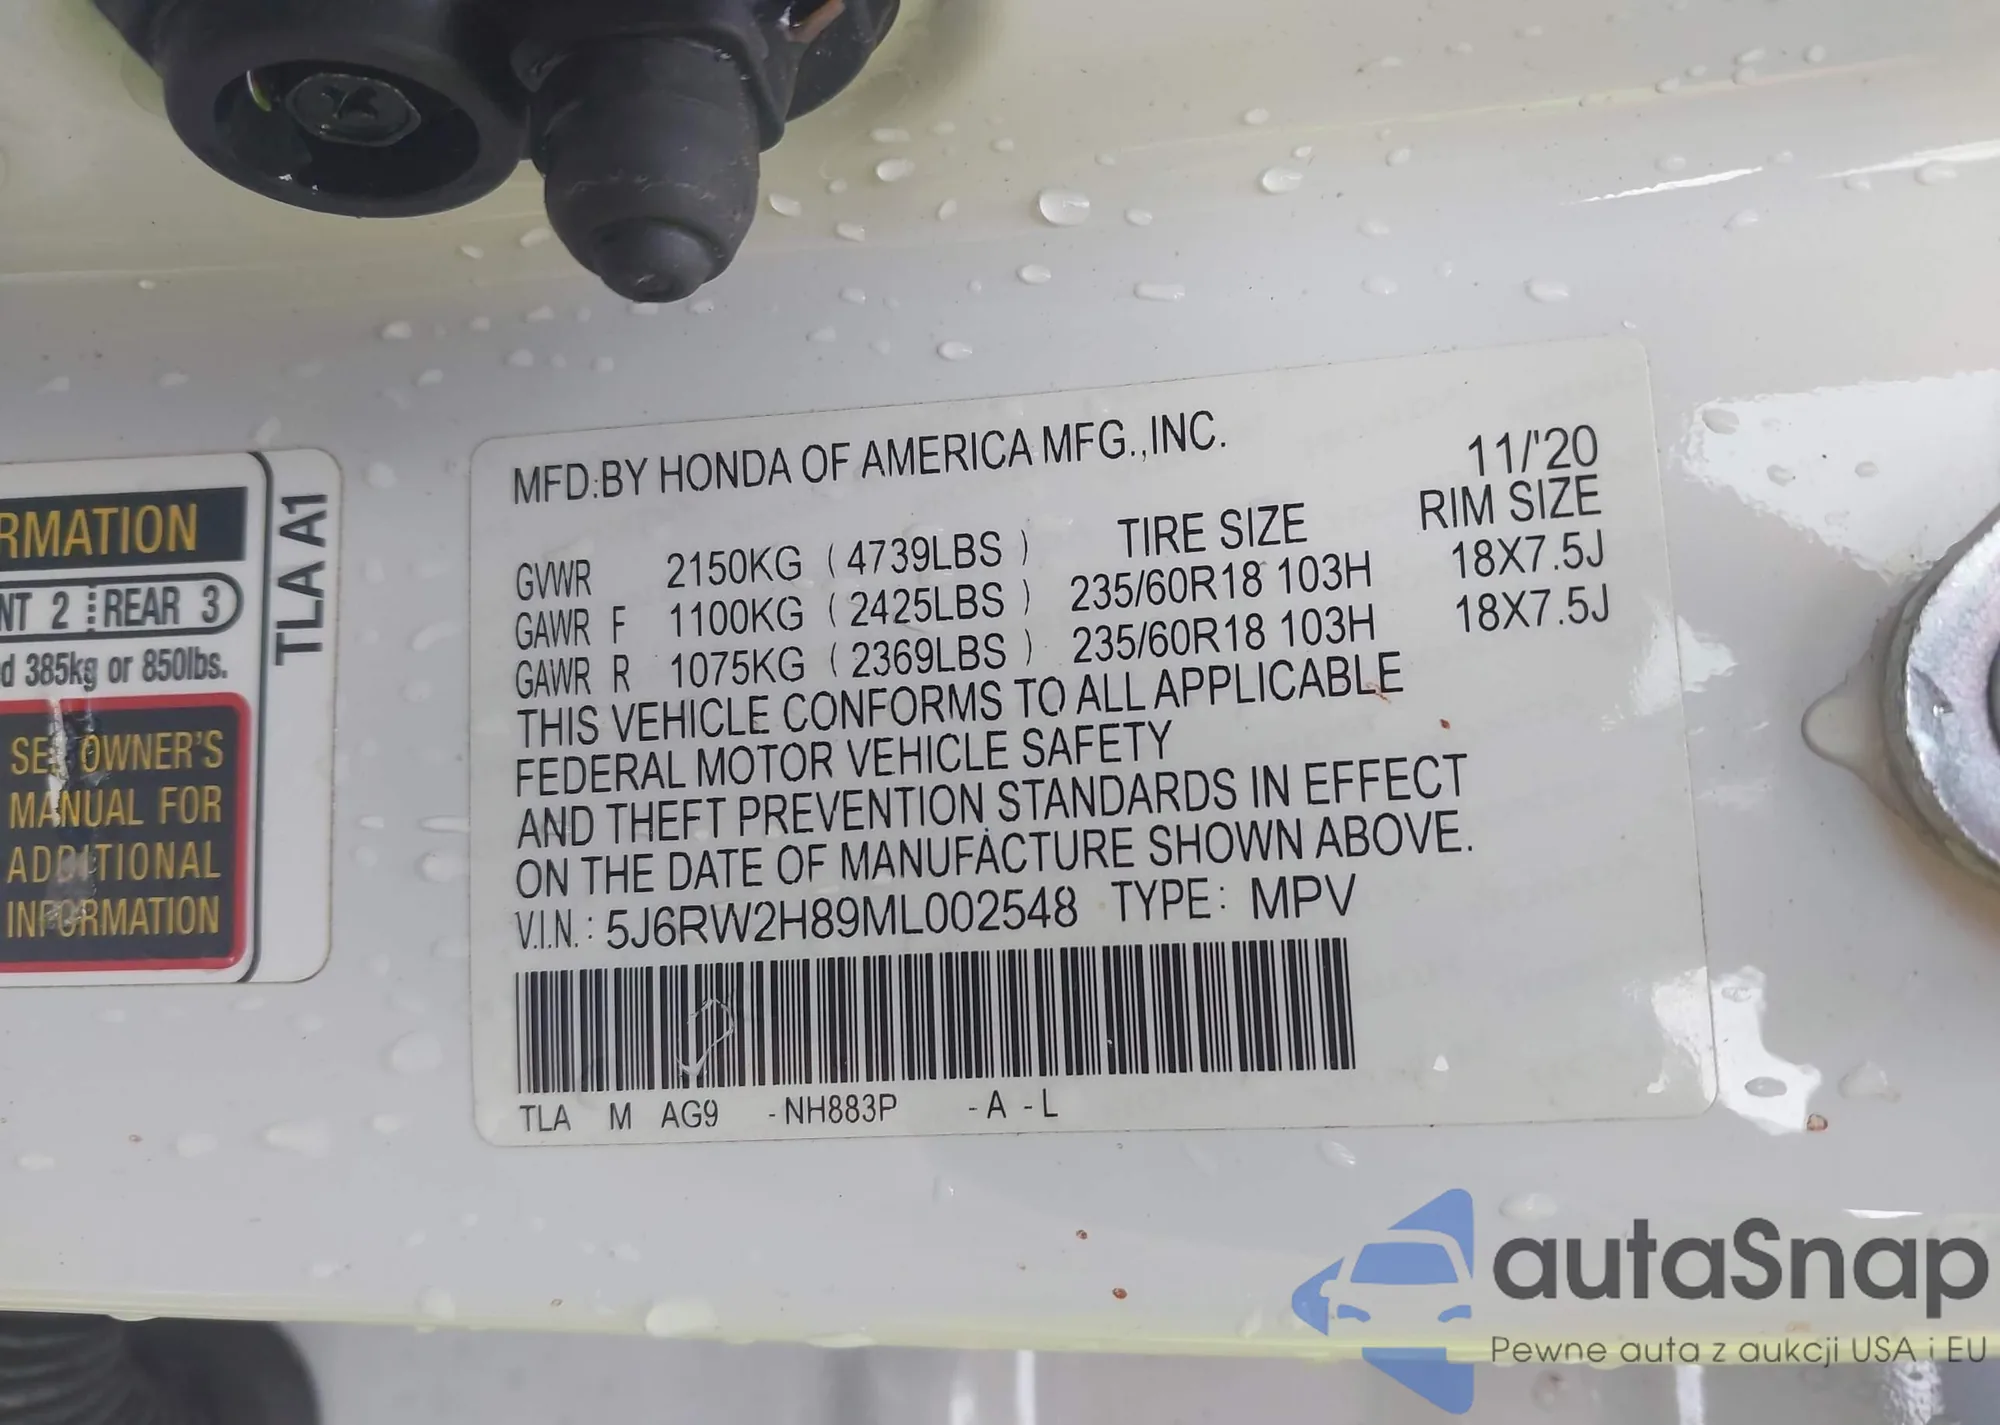 RMATION
NT 2 REAR 3
d 385kg or 850lbs.
SEE OWNER'S
MANUAL FOR
ADDITIONAL
INFORMATION
TLA A1
MFD.BY HONDA OF AMERICA MFG.,INC. 11/'20
GVWR 2150KG ( 4739LBS ) TIRE SIZE RIM SIZE
GAWR F 1100KG ( 2425LBS ) 235/60R18 103H 18X7.5J
GAWR R 1075KG ( 2369LBS ) 235/60R18 103H 18X7.5J
THIS VEHICLE CONFORMS TO ALL APPLICABLE
FEDERAL MOTOR VEHICLE SAFETY
AND THEFT PREVENTION STANDARDS IN EFFECT
ON THE DATE OF MANUFACTURE SHOWN ABOVE.
V.I.N.: 5J6RW2H89ML002548 TYPE: MPV
TLA M AG9 -NH883P -A -L
autaSnap
Pewne auta z aukcji USA i EU